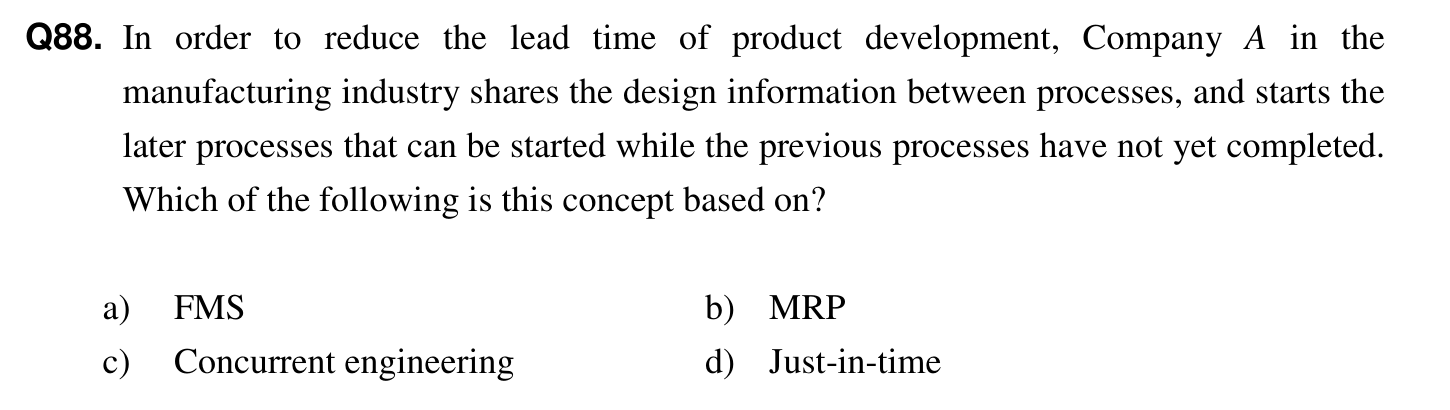 Q88. In order to reduce the lead time of product development, Company A in the
manufacturing industry shares the design information between processes, and starts the
later processes that can be started while the previous processes have not yet completed.
Which of the following is this concept based on?
a) FMS b) MRP
c) Concurrent engineering d) Just-in-time